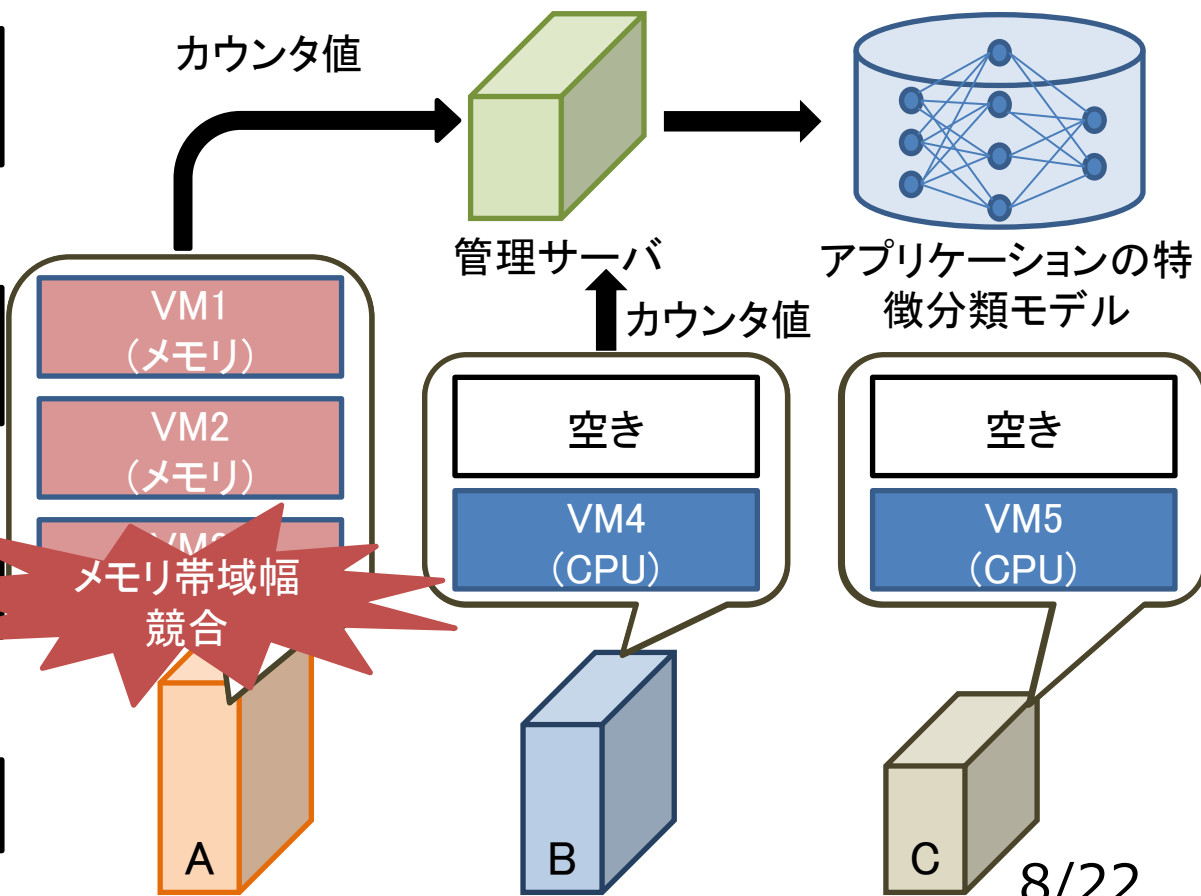 カウンタ値
管理サーバ
アプリケーションの特
徴分類モデル
カウンタ値
VM1
(メモリ)
VM2
(メモリ)
メモリ帯域幅
競合
空き
VM4
(CPU)
空き
VM5
(CPU)
A
B
C
8/22